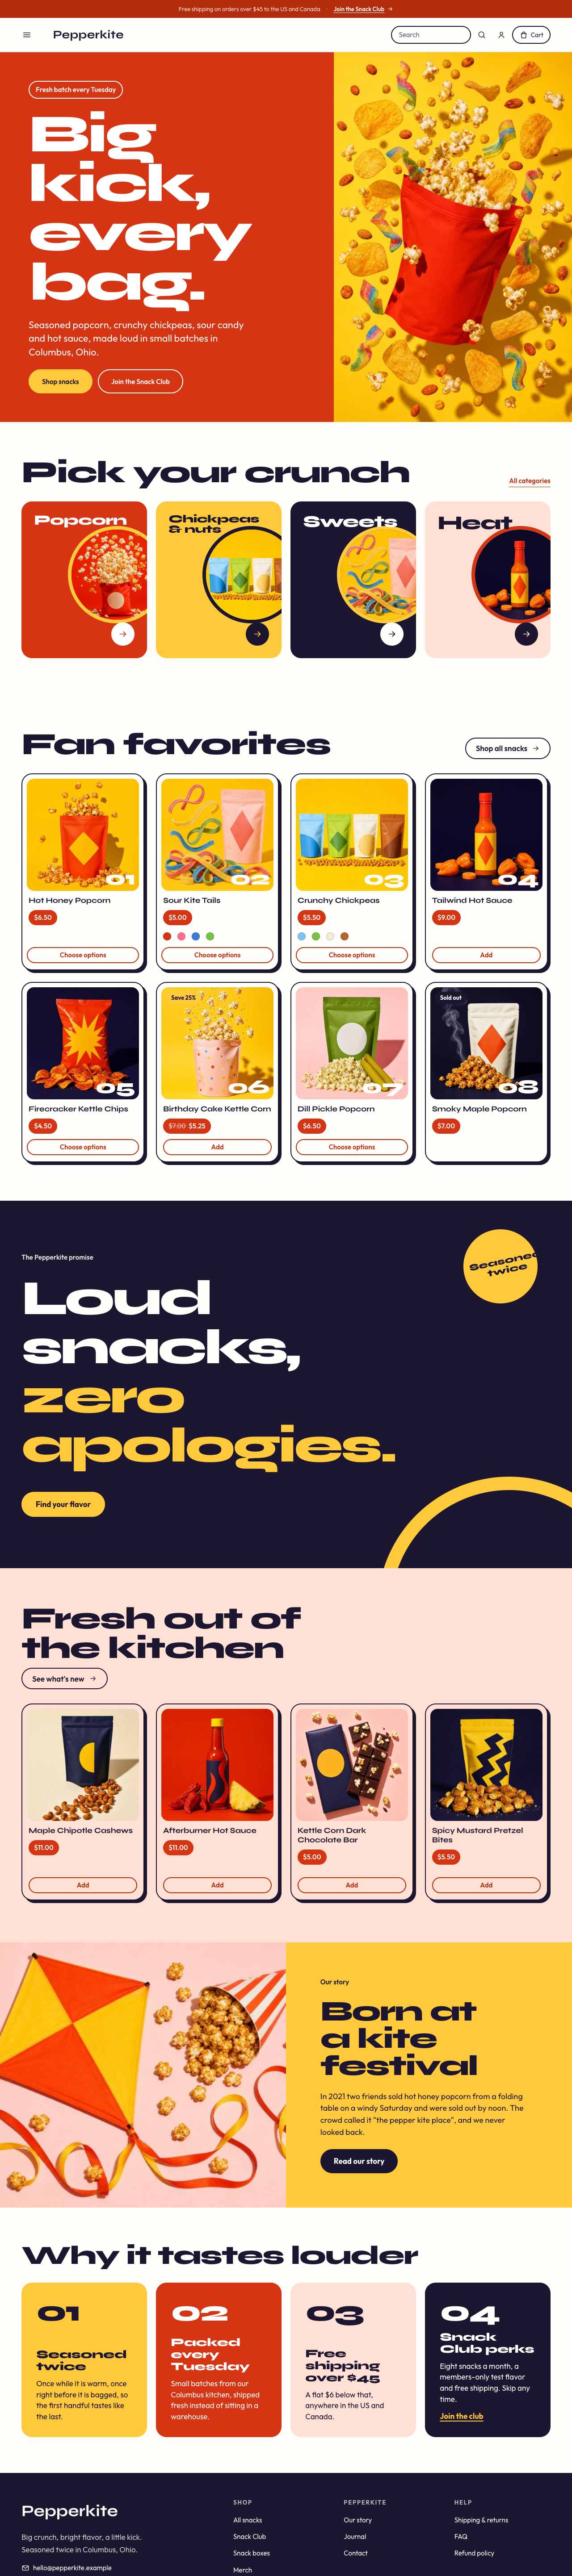 Free shipping on orders over $45 to the US and Canada · Join the Snack Club →
Pepperkite
Search
Cart
Fresh batch every Tuesday
Big
kick,
every
bag.
Seasoned popcorn, crunchy chickpeas, sour candy
and hot sauce, made loud in small batches in
Columbus, Ohio.
Shop snacks
Join the Snack Club
Pick your crunch
All categories
Popcorn
Chickpeas
& nuts
Sweets
Heat
Fan favorites
Shop all snacks →
01
Hot Honey Popcorn
$6.50
Choose options
02
Sour Kite Tails
$5.00
Choose options
03
Crunchy Chickpeas
$5.50
Choose options
04
Tailwind Hot Sauce
$9.00
Add
05
Firecracker Kettle Chips
$4.50
Choose options
Save 25%
06
Birthday Cake Kettle Corn
$7.00 $5.25
Add
07
Dill Pickle Popcorn
$6.50
Choose options
Sold out
08
Smoky Maple Popcorn
$7.00
The Pepperkite promise
Seasoned
twice
Loud
snacks,
zero
apologies.
Find your flavor
Fresh out of
the kitchen
See what's new →
Maple Chipotle Cashews
$11.00
Add
Afterburner Hot Sauce
$11.00
Add
Kettle Corn Dark
Chocolate Bar
$5.00
Add
Spicy Mustard Pretzel
Bites
$5.50
Add
Our story
Born at
a kite
festival
In 2021 two friends sold hot honey popcorn from a folding
table on a windy Saturday and were sold out by noon. The
crowd called it "the pepper kite place", and we never
looked back.
Read our story
Why it tastes louder
01
Seasoned
twice
Once while it is warm, once
right before it is bagged, so
the first handful tastes like
the last.
02
Packed
every
Tuesday
Small batches from our
Columbus kitchen, shipped
fresh instead of sitting in a
warehouse.
03
Free
shipping
over $45
A flat $6 below that,
anywhere in the US and
Canada.
04
Snack
Club perks
Eight snacks a month, a
members-only test flavor
and free shipping. Skip any
time.
Join the club
Pepperkite
Big crunch, bright flavor, a little kick.
Seasoned twice in Columbus, Ohio.
hello@pepperkite.example
SHOP
All snacks
Snack Club
Snack boxes
Merch
PEPPERKITE
Our story
Journal
Contact
HELP
Shipping & returns
FAQ
Refund policy